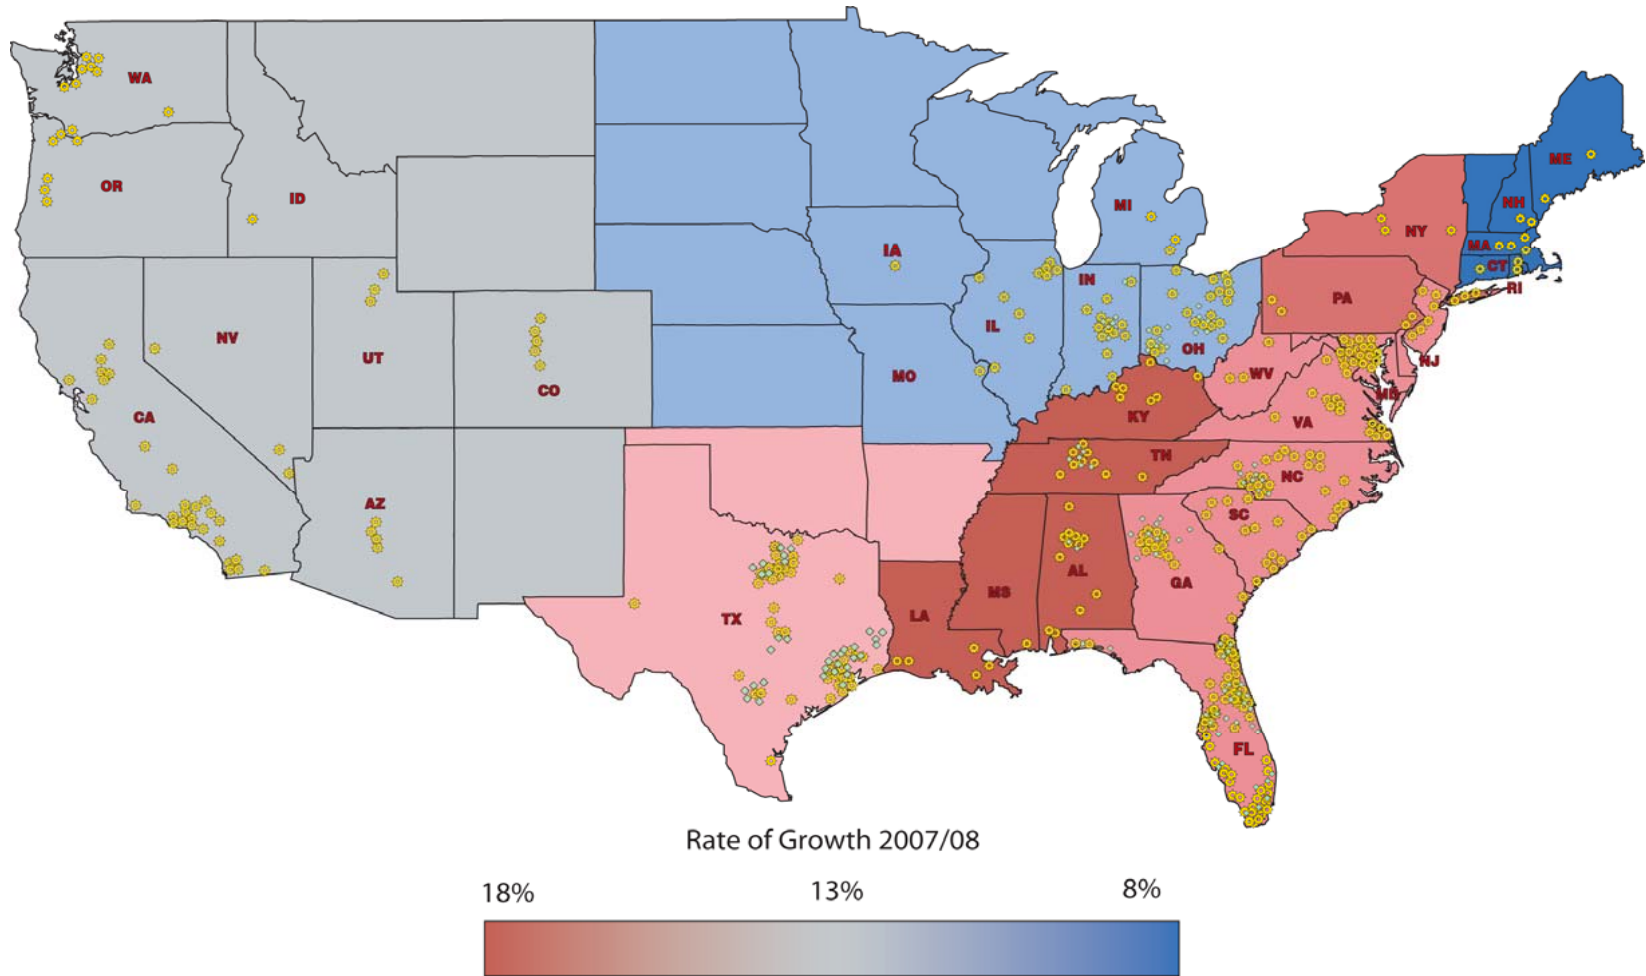 WA
ME
OR
ID
MI
NH
NY
MA
IA
IN
CT
RI
PA
IL
NV
UT
OH
NJ
CO
MO
WV
MD
CA
KY
VA
TN
NC
AZ
SC
AL
GA
MS
TX
LA
FL
Rate of Growth 2007/08
18% 13% 8%